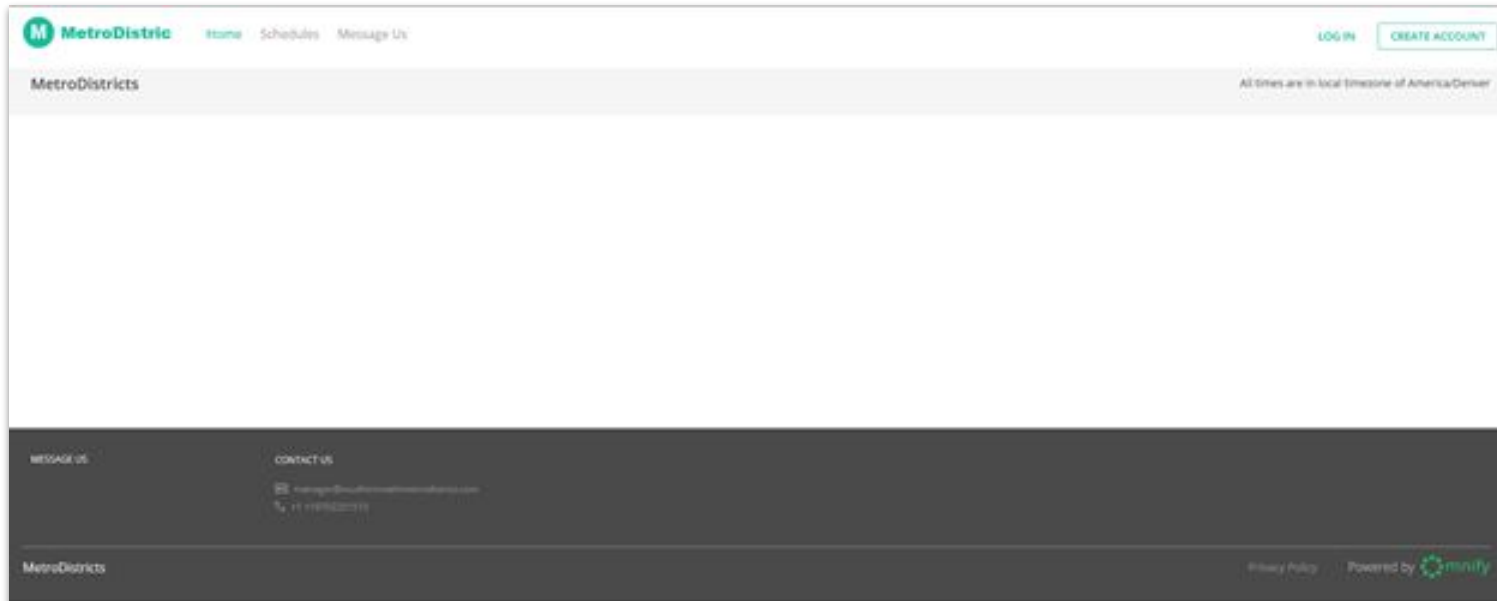 M MetroDistric Home Schedules Message Us LOG IN CREATE ACCOUNT
MetroDistricts All times are in local timezone of America/Denver
MESSAGE US CONTACT US
MetroDistricts Privacy Policy Powered by Omnify